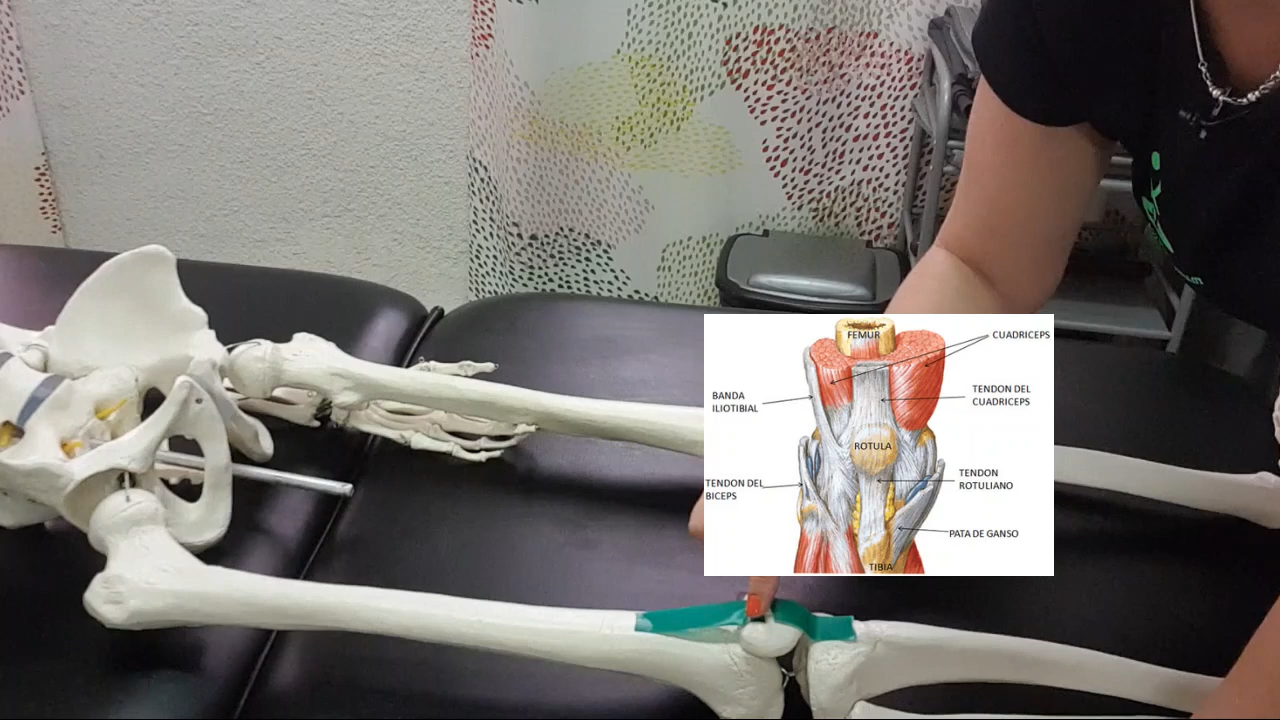 FEMUR
CUADRICEPS
BANDA
ILIOTIBIAL
TENDON DEL
CUADRICEPS
ROTULA
TENDON DEL
BICEPS
TENDON
ROTULIANO
PATA DE GANSO
TIBIA